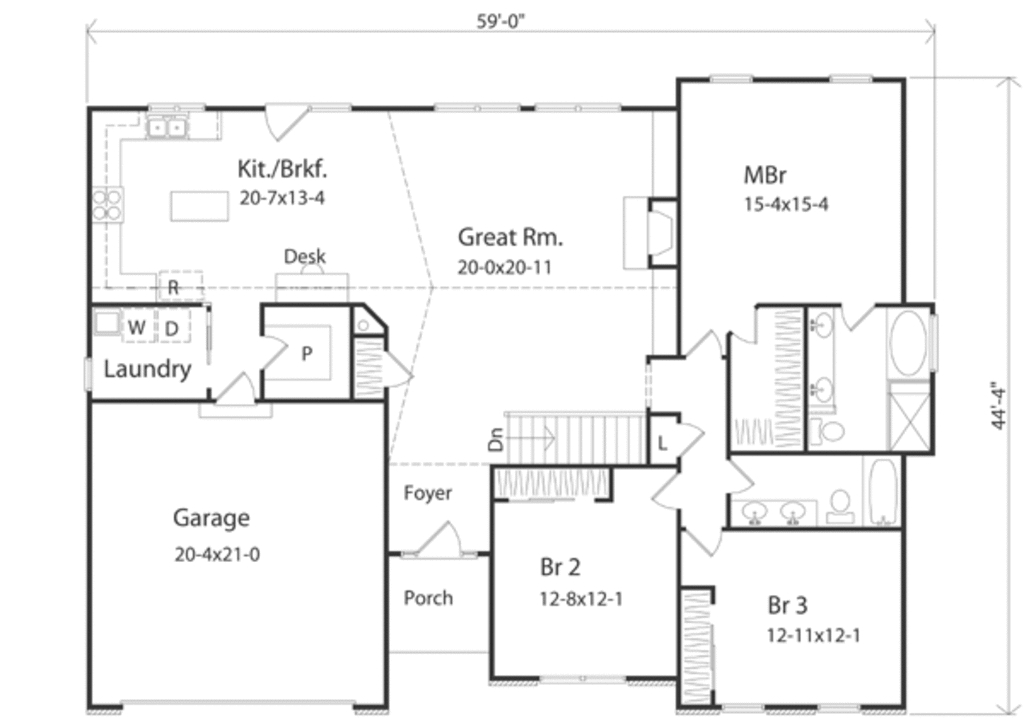 59'-0"
Kit./Brkf.
20-7x13-4
MBr
15-4x15-4
Great Rm.
20-0x20-11
Desk
R
W
D
P
Laundry
44'-4"
Dn
L
Foyer
Garage
20-4x21-0
Br 2
12-8x12-1
Porch
Br 3
12-11x12-1